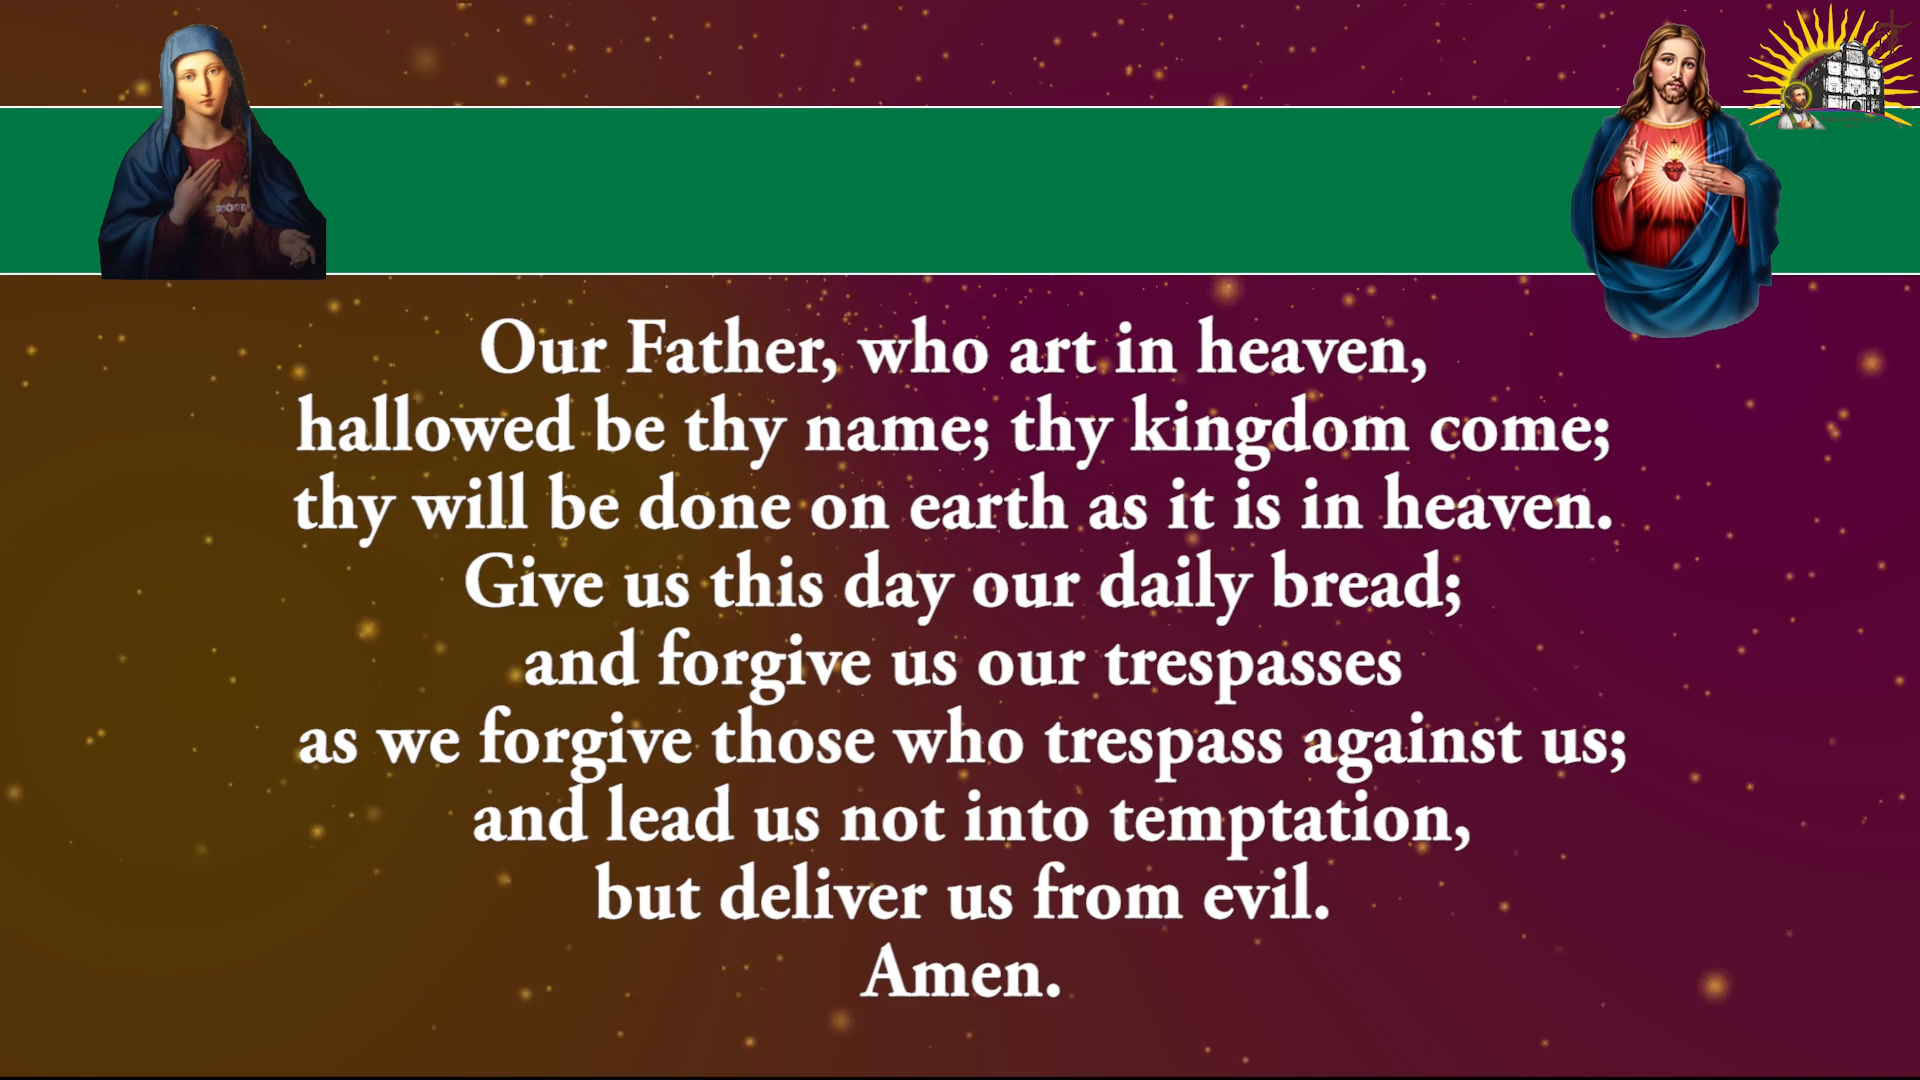 Our Father, who art in heaven,
hallowed be thy name; thy kingdom come;
thy will be done on earth as it is in heaven.
Give us this day our daily bread;
and forgive us our trespasses
as we forgive those who trespass against us;
and lead us not into temptation,
but deliver us from evil.
Amen.